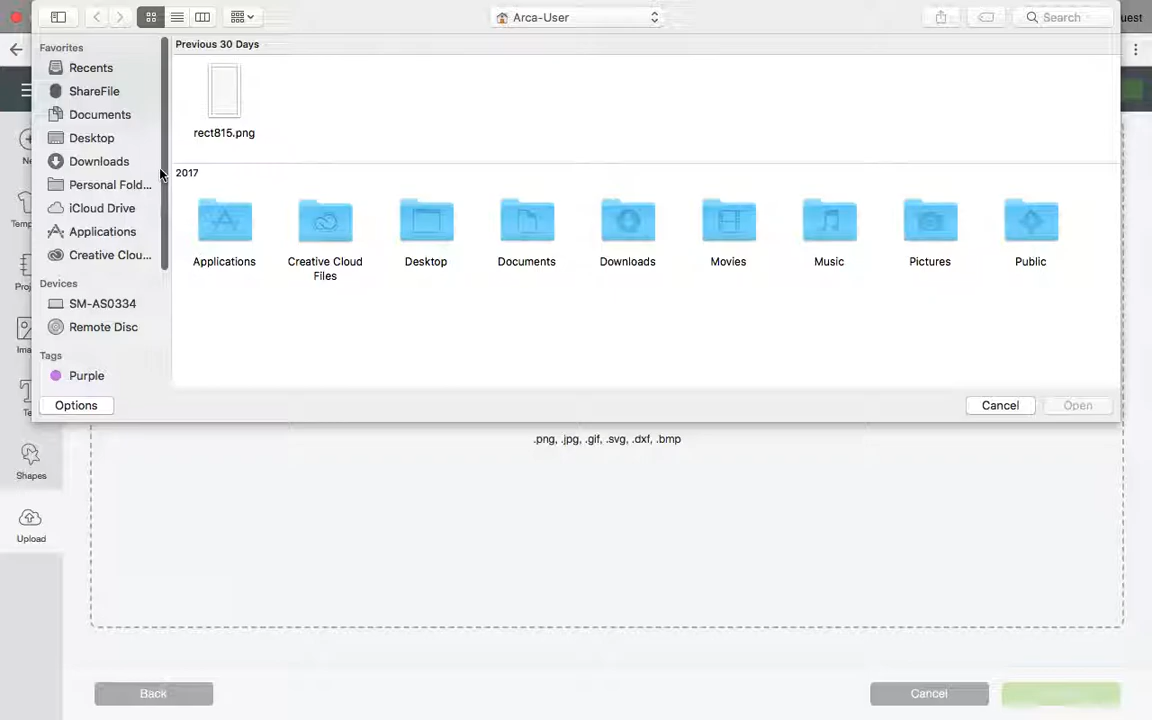 Arca-User
Search
uest
Favorites
Recents
ShareFile
Documents
Desktop
Downloads
Personal Fold...
iCloud Drive
Applications
Creative Clou...
Devices
SM-AS0334
Remote Disc
Tags
Purple
Options
Previous 30 Days
rect815.png
2017
Applications
Creative Cloud
Files
Desktop
Documents
Downloads
Movies
Music
Pictures
Public
Cancel
Open
.png, .jpg, .gif, .svg, .dxf, .bmp
Shapes
Upload
Back
Cancel